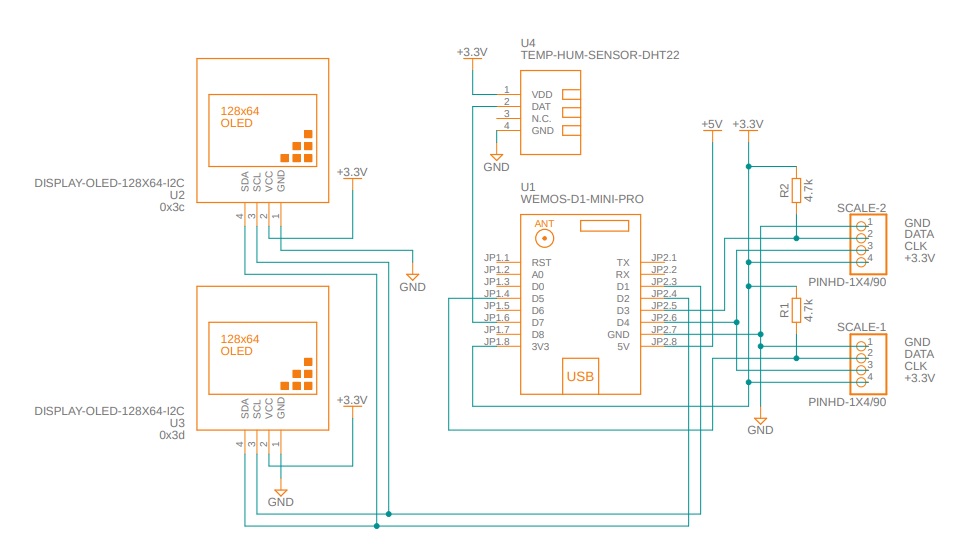 U4
TEMP-HUM-SENSOR-DHT22
+3.3V
1 VDD
2 DAT
3 N.C.
4 GND
GND
128x64
OLED
SDA SCL VCC GND
4 3 2 1
DISPLAY-OLED-128X64-I2C
U2
0x3c
+3.3V
GND
128x64
OLED
SDA SCL VCC GND
4 3 2 1
DISPLAY-OLED-128X64-I2C
U3
0x3d
+3.3V
GND
U1
WEMOS-D1-MINI-PRO
ANT
JP1.1 RST TX JP2.1
JP1.2 A0 RX JP2.2
JP1.3 D0 D1 JP2.3
JP1.4 D5 D2 JP2.4
JP1.5 D6 D3 JP2.5
JP1.6 D7 D4 JP2.6
JP1.7 D8 GND JP2.7
JP1.8 3V3 5V JP2.8
USB
+5V +3.3V
R2
4.7k
SCALE-2
1 GND
2 DATA
3 CLK
4 +3.3V
PINHD-1X4/90
R1
4.7k
SCALE-1
1 GND
2 DATA
3 CLK
4 +3.3V
PINHD-1X4/90
GND